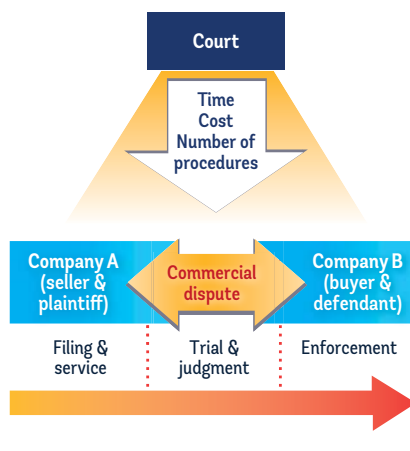 Court
Time
Cost
Number of
procedures
Company A
(seller &
plaintiff)
Commercial
dispute
Company B
(buyer &
defendant)
Filing &
service
Trial &
judgment
Enforcement